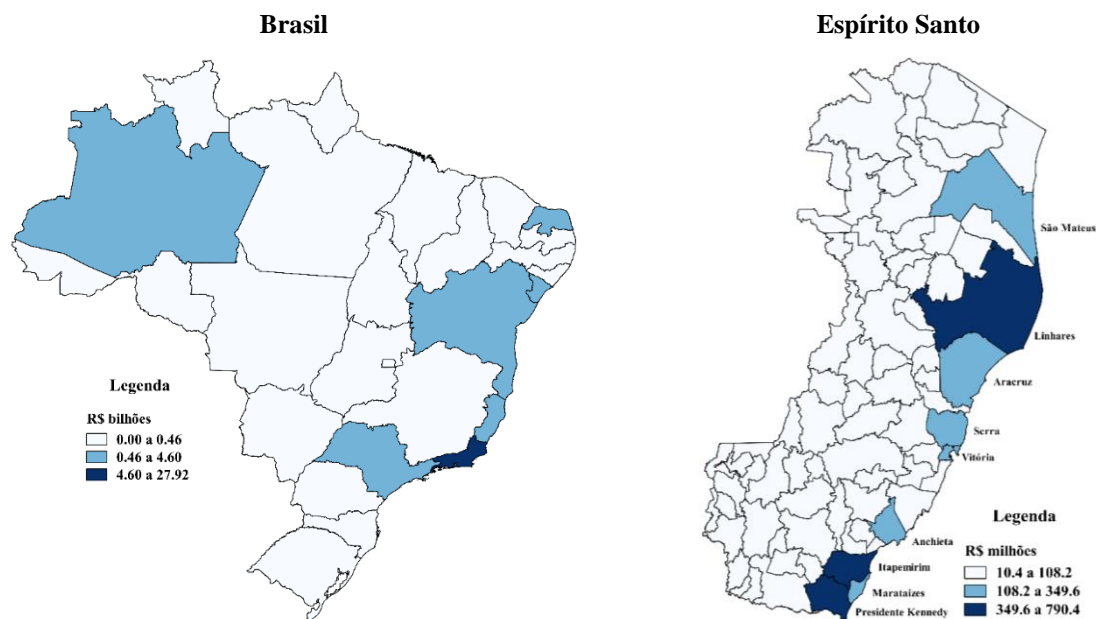 Brasil
Legenda
R$ bilhões
0.00 a 0.46
0.46 a 4.60
4.60 a 27.92
Espírito Santo
São Mateus
Linhares
Aracruz
Serra
Vitória
Anchieta
Itapemirim
Marataízes
Presidente Kennedy
Legenda
R$ milhões
10.4 a 108.2
108.2 a 349.6
349.6 a 790.4